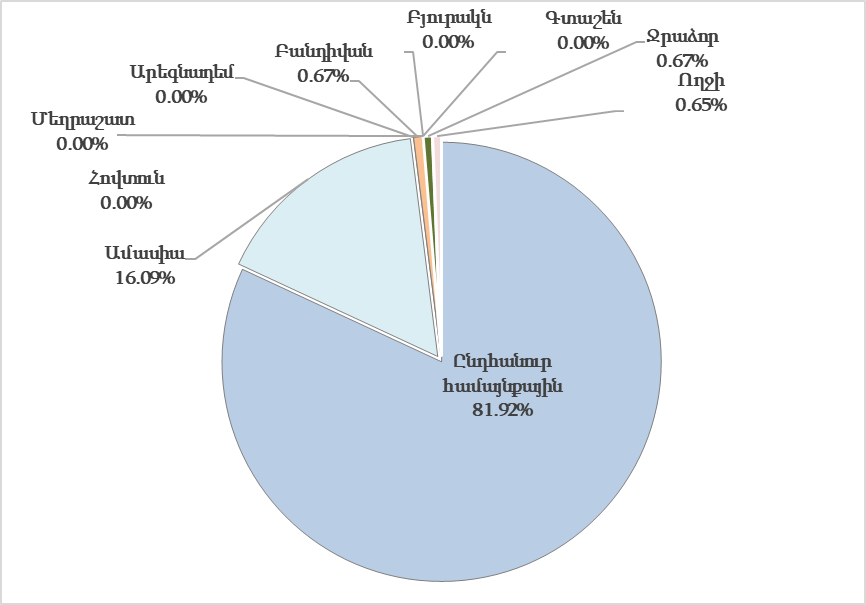 Բյուրակն
0.00%
Գտաշեն
0.00%
Ջրաձոր
0.67%
Բանդիվան
0.67%
Արեգնադեմ
0.00%
Ողջի
0.65%
Մեղրաշատ
0.00%
Հովտուն
0.00%
Ամասիա
16.09%
Ընդհանուր
համայնքային
81.92%